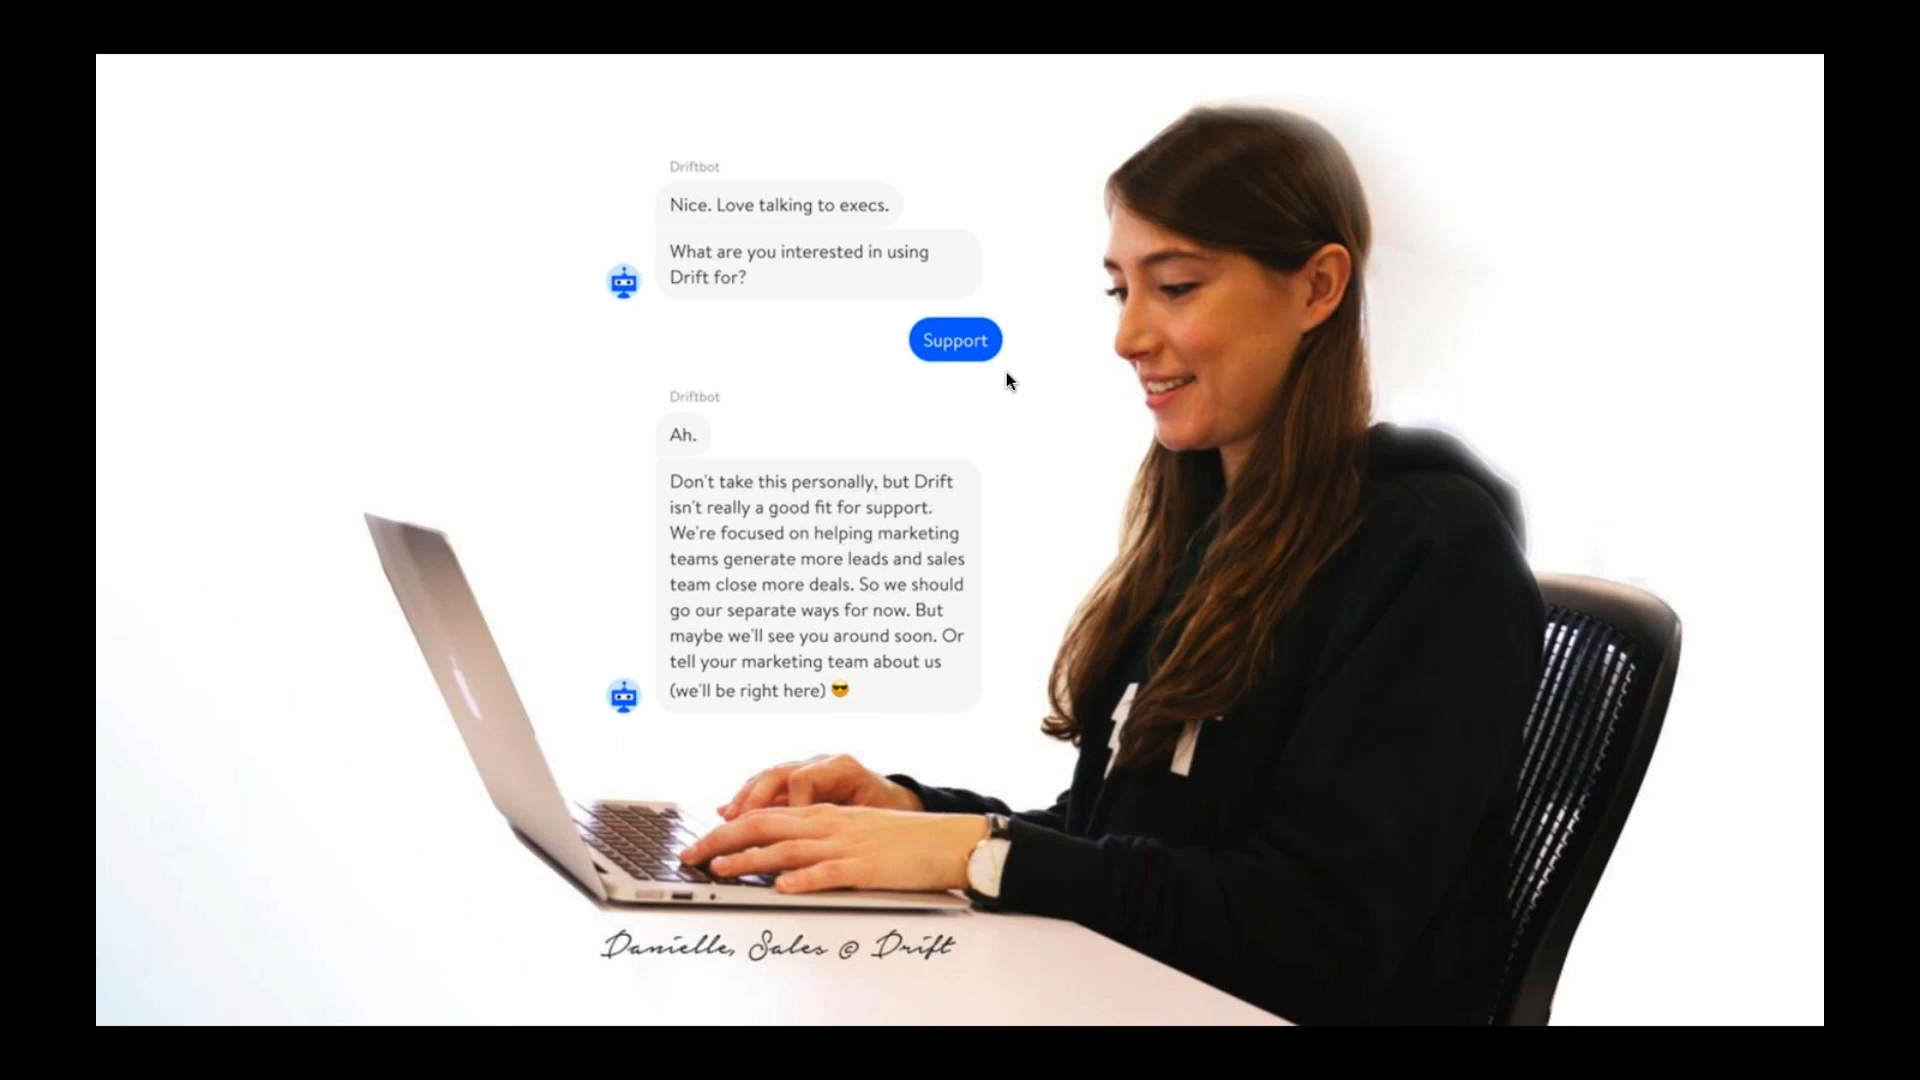 Driftbot
Nice. Love talking to execs.
What are you interested in using
Drift for?
Support
Driftbot
Ah.
Don't take this personally, but Drift
isn't really a good fit for support.
We're focused on helping marketing
teams generate more leads and sales
team close more deals. So we should
go our separate ways for now. But
maybe we'll see you around soon. Or
tell your marketing team about us
(we'll be right here) 😎
Danielle, Sales @ Drift